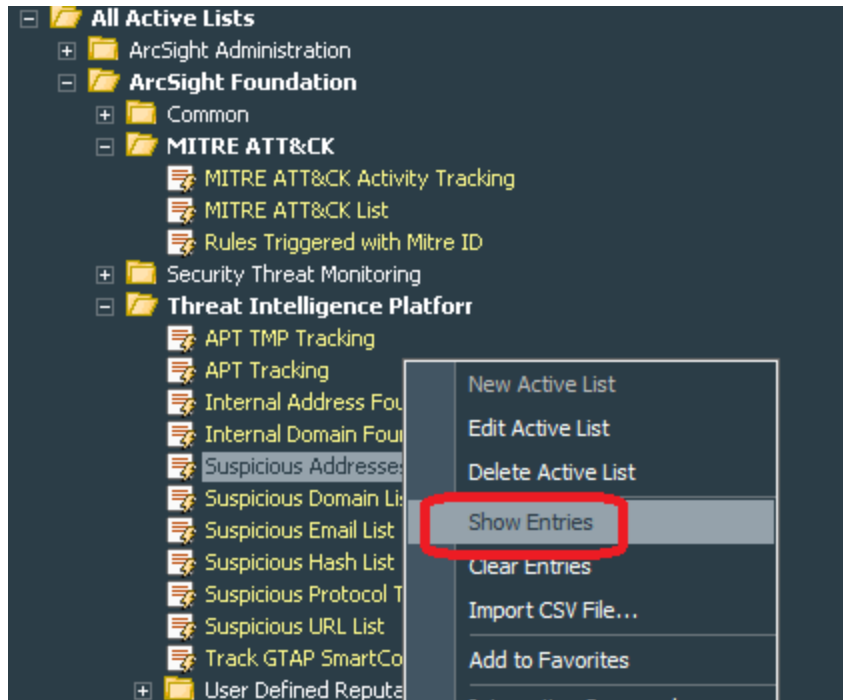 All Active Lists
ArcSight Administration
ArcSight Foundation
Common
MITRE ATT&CK
MITRE ATT&CK Activity Tracking
MITRE ATT&CK List
Rules Triggered with Mitre ID
Security Threat Monitoring
Threat Intelligence Platfor
APT TMP Tracking
APT Tracking
Internal Address Fou
Internal Domain Foun
Suspicious Addresses
Suspicious Domain Lis
Suspicious Email List
Suspicious Hash List
Suspicious Protocol T
Suspicious URL List
Track GTAP SmartCo
User Defined Reputa
New Active List
Edit Active List
Delete Active List
Show Entries
Clear Entries
Import CSV File...
Add to Favorites